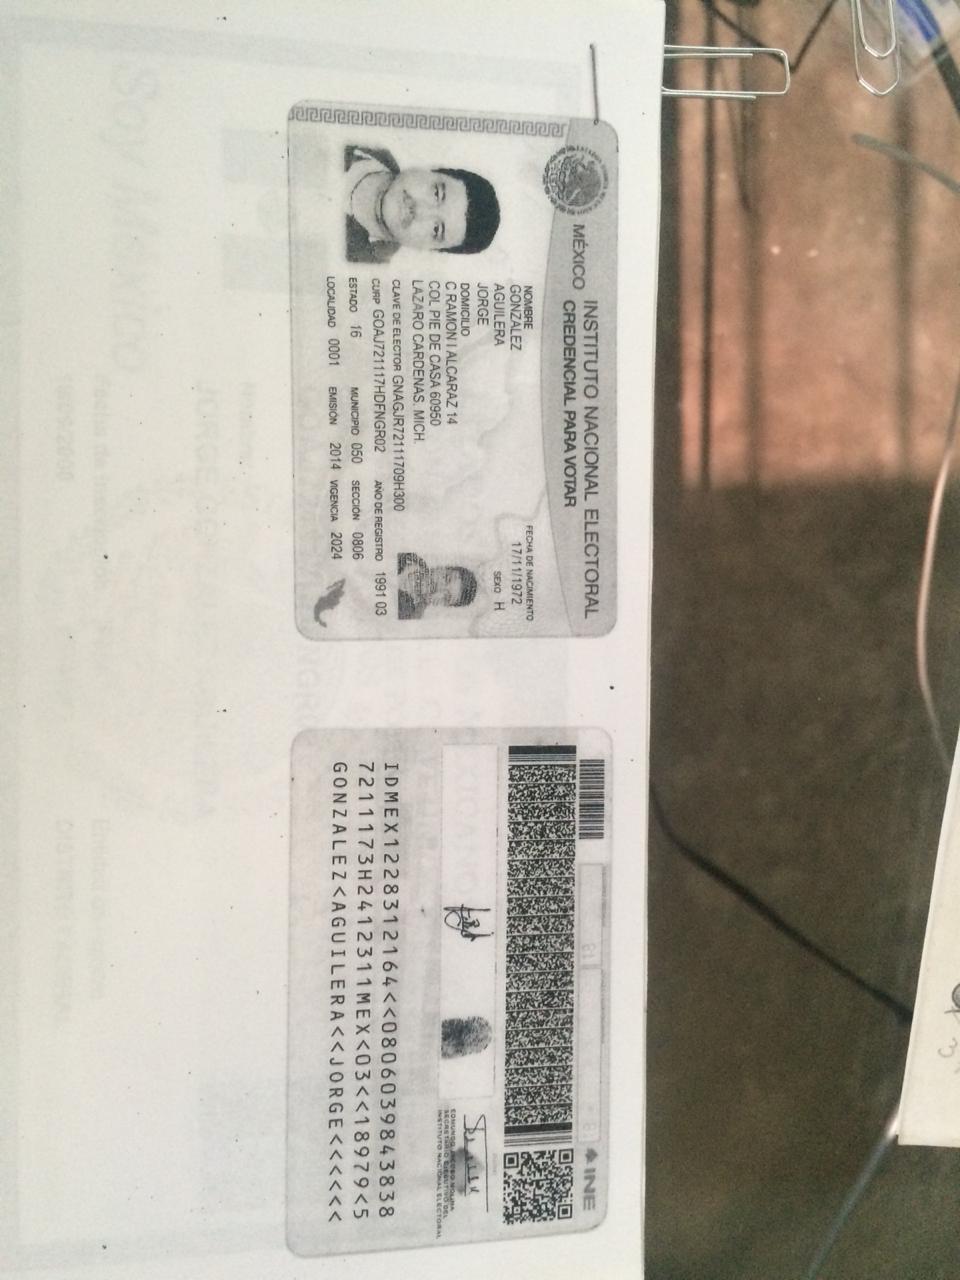 MÉXICO
INSTITUTO NACIONAL ELECTORAL
CREDENCIAL PARA VOTAR
NOMBRE
GONZALEZ
AGUILERA
JORGE
FECHA DE NACIMIENTO
17/11/1972
SEXO H
DOMICILIO
C RAMON I ALCARAZ 14
COL PIE DE CASA 60950
LAZARO CARDENAS, MICH.
CLAVE DE ELECTOR GNAGJR72111709H300
CURP GOAJ721117HDFNGR02
AÑO DE REGISTRO 1991 03
ESTADO 16
MUNICIPIO 050
SECCIÓN 0806
LOCALIDAD 0001
EMISIÓN 2014
VIGENCIA 2024
INE
EDMUNDO JACOBO MOLINA
SECRETARIO EJECUTIVO DEL
INSTITUTO NACIONAL ELECTORAL
IDMEX1228312164<<0806039843838
7211173H2412311MEX<03<<18979<5
GONZALEZ<AGUILERA<<JORGE<<<<<<